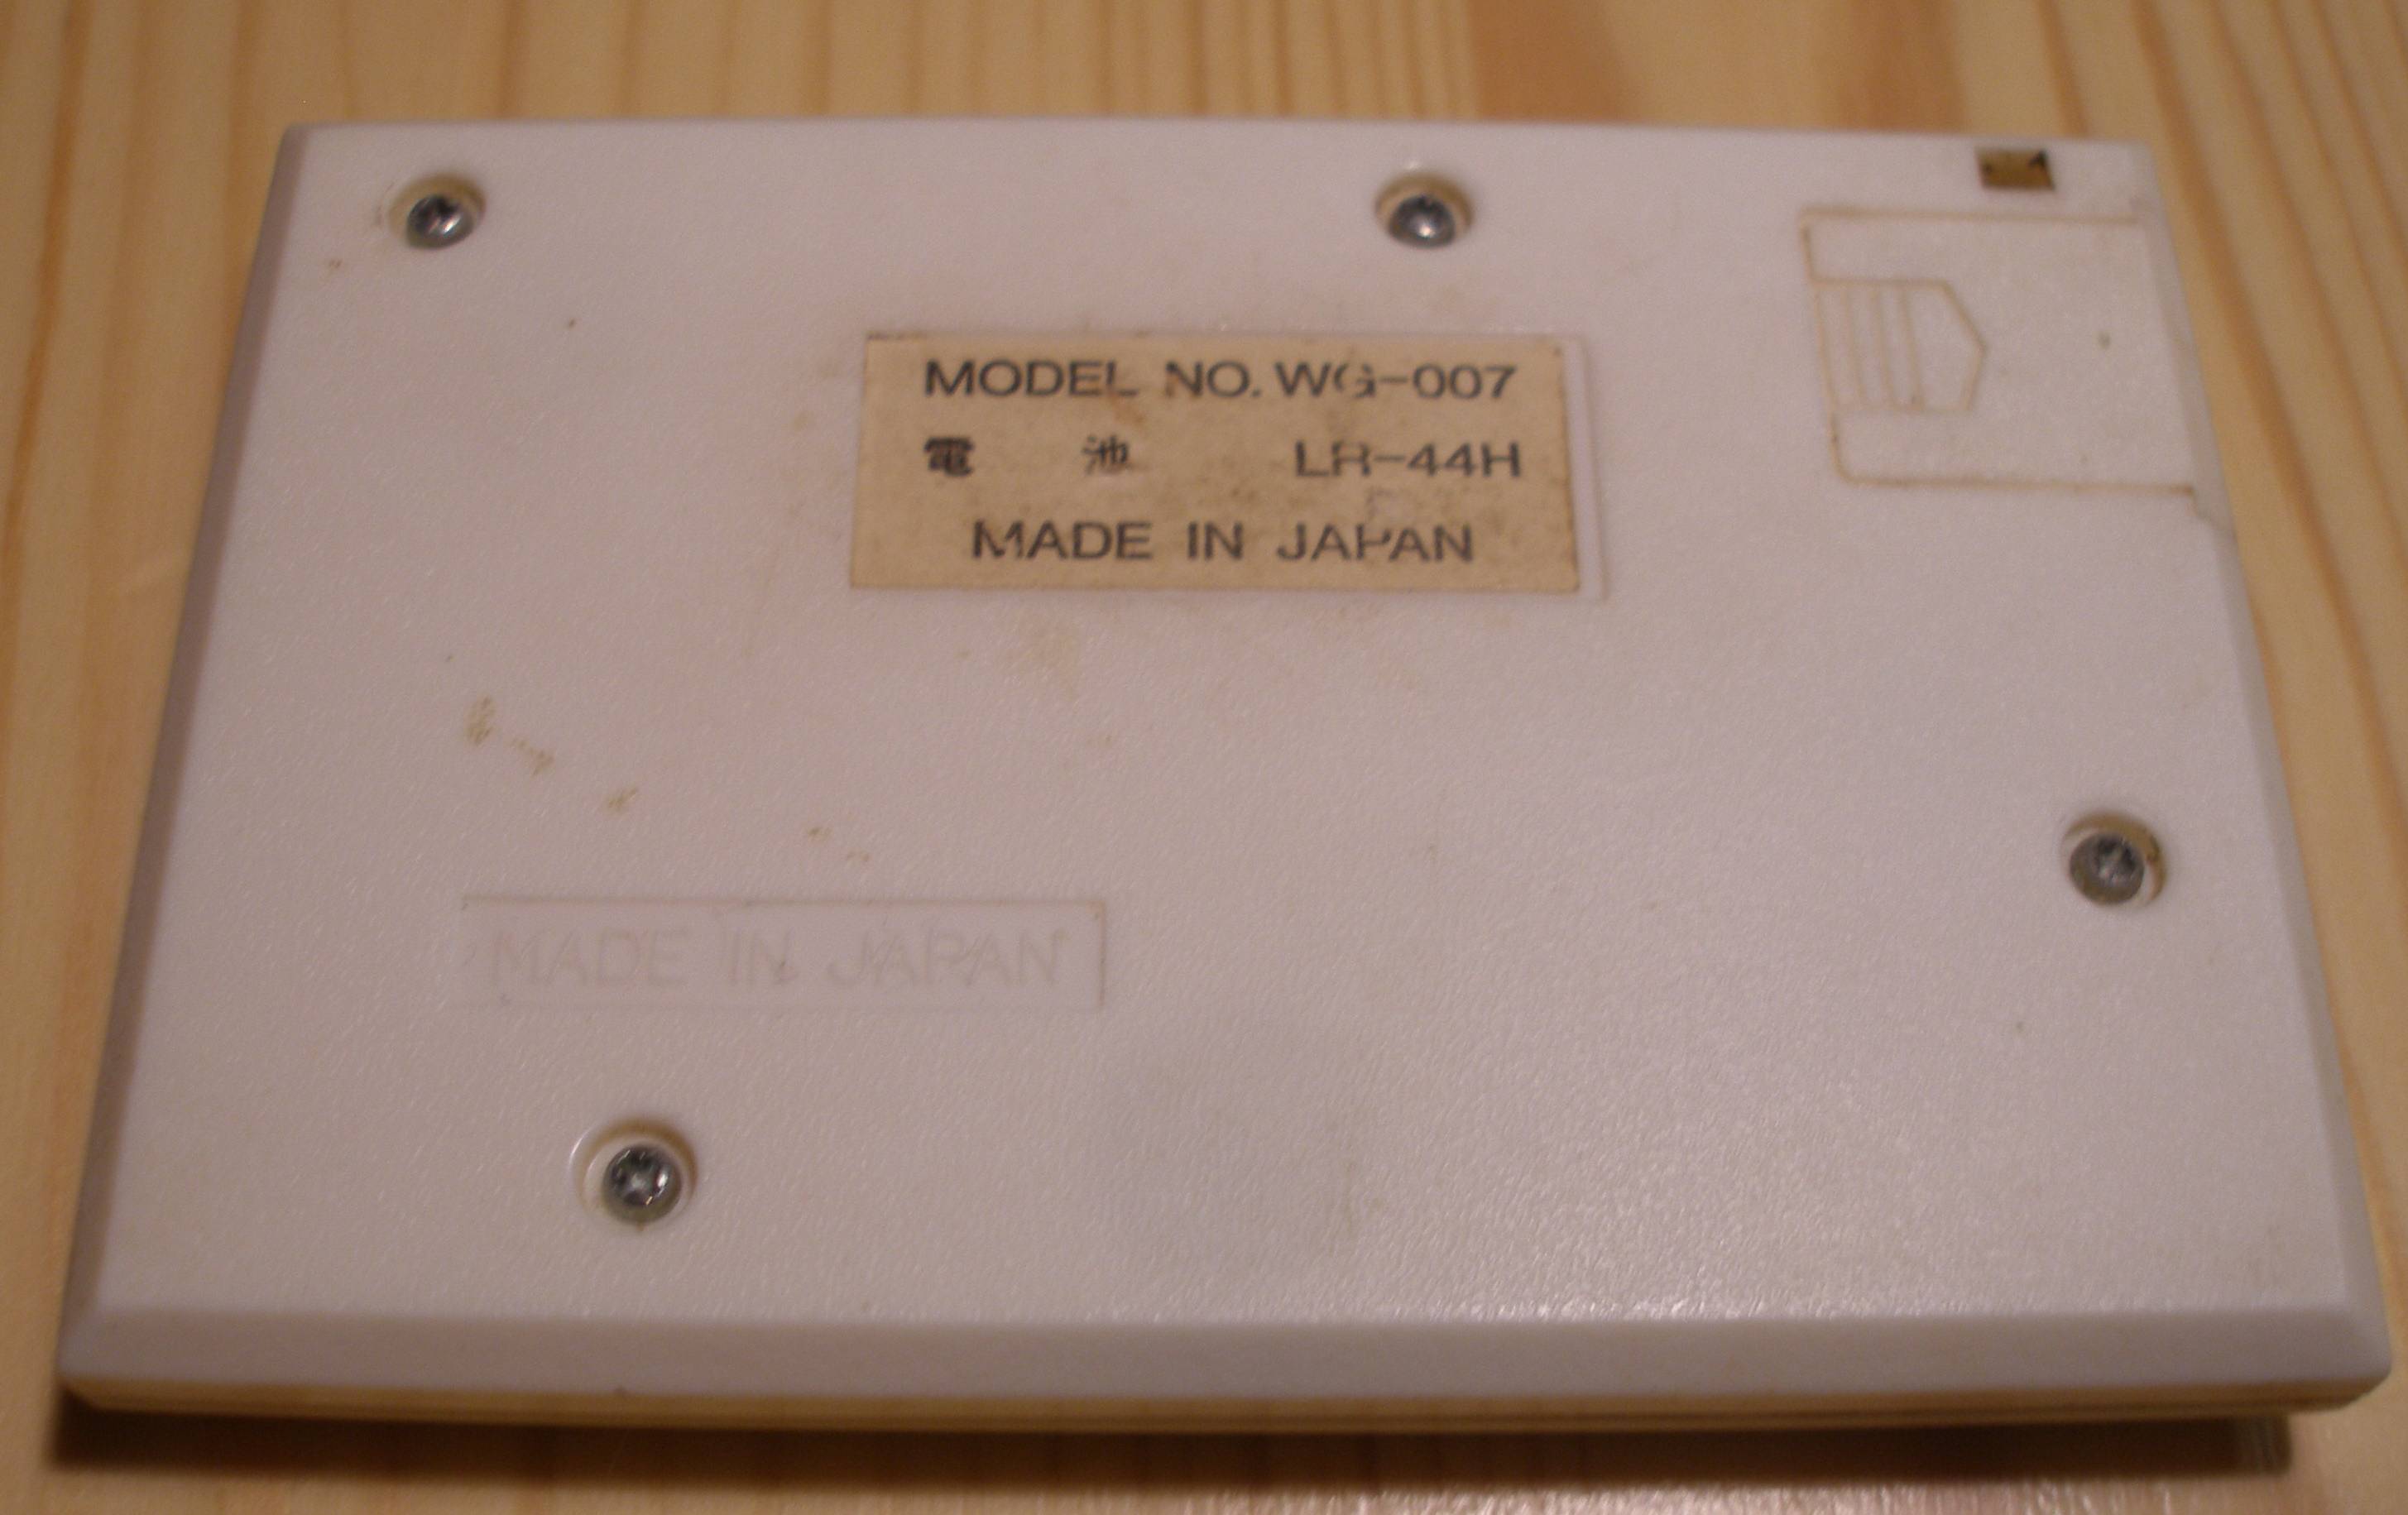 MODEL NO. WG-007
電 池 LR-44H
MADE IN JAPAN
MADE IN JAPAN